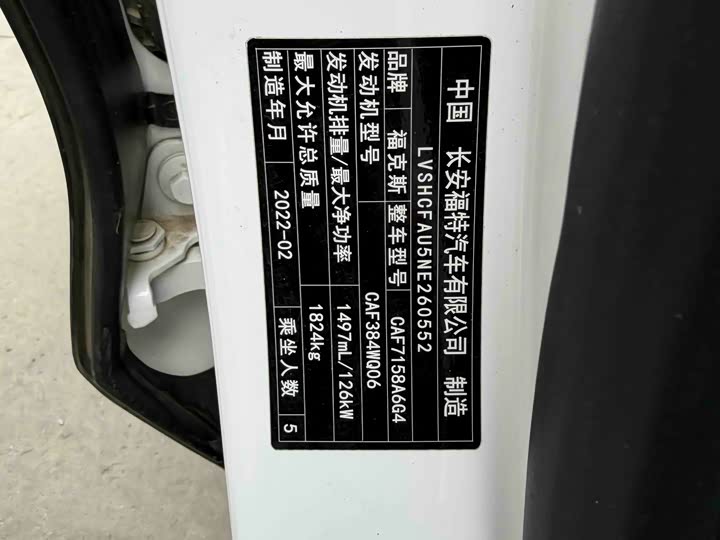 中国 长安福特汽车有限公司 制造
LVSHCFAU5NE260552
品牌 福克斯 整车型号 CAF7158A6G4
发动机型号 CAF384WQ06
发动机排量/最大净功率 1497mL/126kW
最大允许总质量 1824kg
制造年月 2022-02 乘坐人数 5